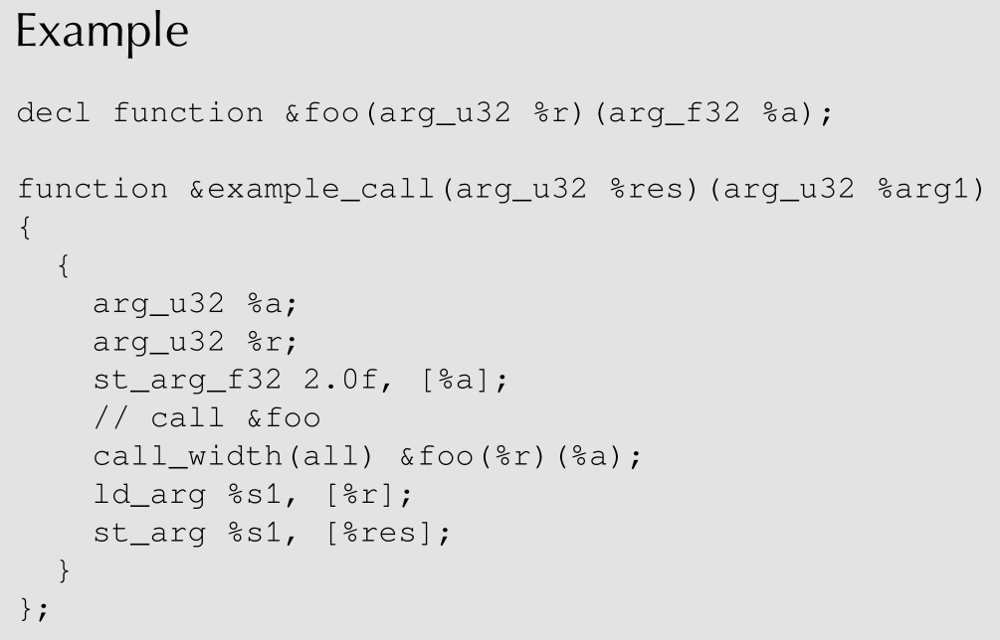 Example
decl function &foo(arg_u32 %r)(arg_f32 %a);
function &example_call(arg_u32 %res)(arg_u32 %arg1)
{
{
arg_u32 %a;
arg_u32 %r;
st_arg_f32 2.0f, [%a];
// call &foo
call_width(all) &foo(%r)(%a);
ld_arg %s1, [%r];
st_arg %s1, [%res];
}
};